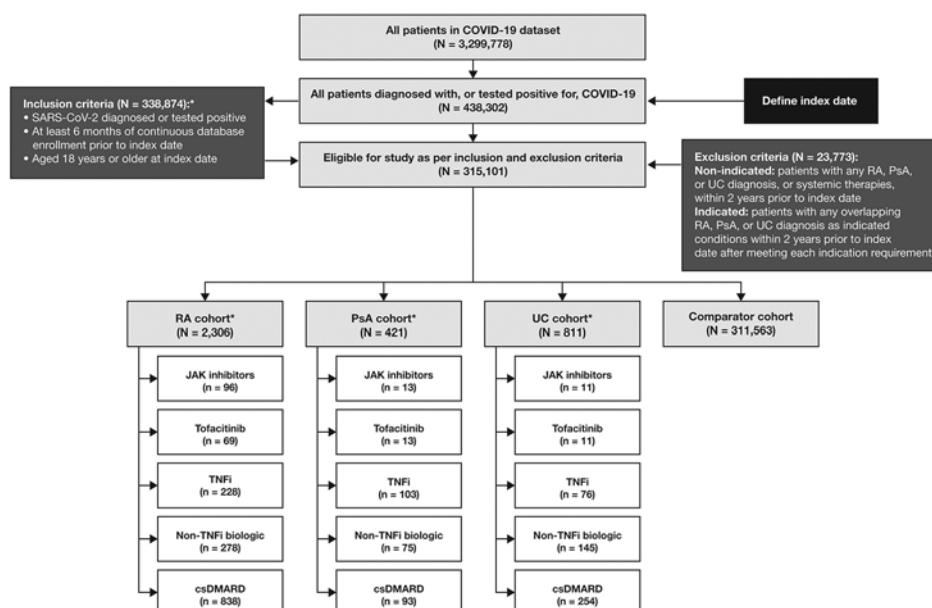 All patients in COVID-19 dataset
(N = 3,299,778)
All patients diagnosed with, or tested positive for, COVID-19
(N = 438,302)
Define index date
Inclusion criteria (N = 338,874):*
• SARS-CoV-2 diagnosed or tested positive
• At least 6 months of continuous database
enrollment prior to index date
• Aged 18 years or older at index date
Eligible for study as per inclusion and exclusion criteria
(N = 315,101)
Exclusion criteria (N = 23,773):
Non-indicated: patients with any RA, PsA,
or UC diagnosis, or systemic therapies,
within 2 years prior to index date
Indicated: patients with any overlapping
RA, PsA, or UC diagnosis as indicated
conditions within 2 years prior to index
date after meeting each indication requirement
RA cohort*
(N = 2,306)
JAK inhibitors
(n = 96)
Tofacitinib
(n = 69)
TNFi
(n = 228)
Non-TNFi biologic
(n = 278)
csDMARD
(n = 838)
PsA cohort*
(N = 421)
JAK inhibitors
(n = 13)
Tofacitinib
(n = 13)
TNFi
(n = 103)
Non-TNFi biologic
(n = 75)
csDMARD
(n = 93)
UC cohort*
(N = 811)
JAK inhibitors
(n = 11)
Tofacitinib
(n = 11)
TNFi
(n = 76)
Non-TNFi biologic
(n = 145)
csDMARD
(n = 254)
Comparator cohort
(N = 311,563)